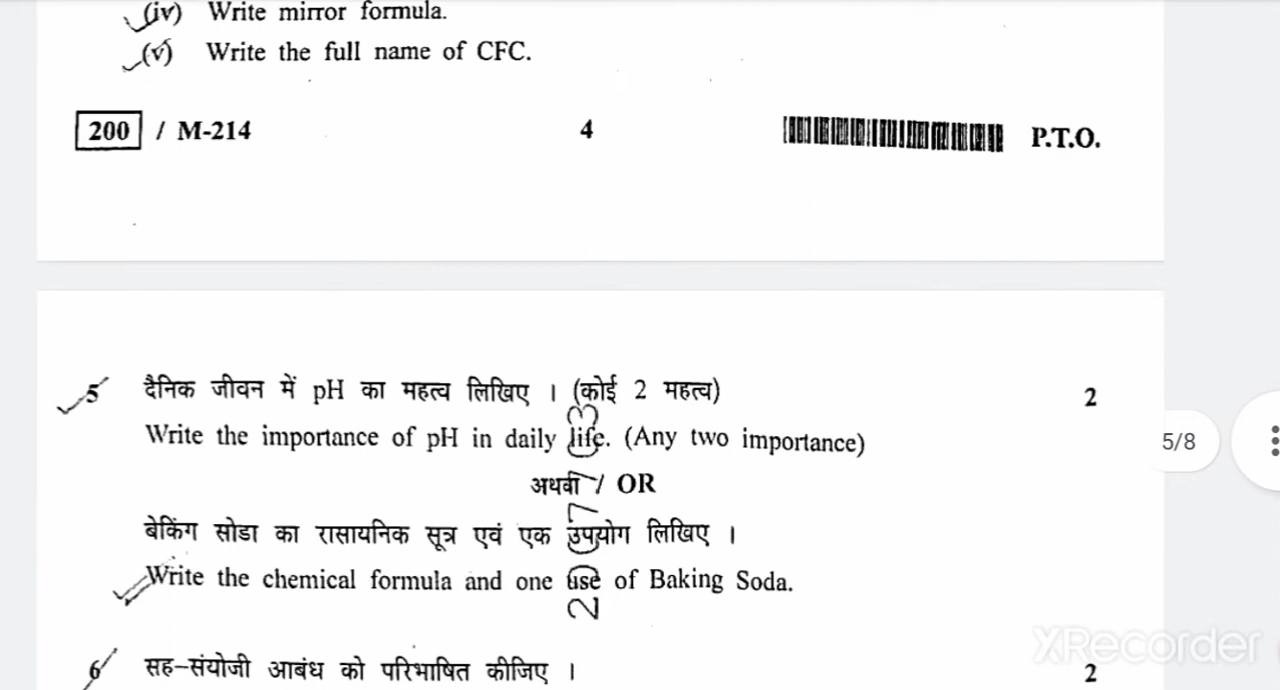 (iv) Write mirror formula.
(v) Write the full name of CFC.
200 / M-214 4 P.T.O.
5 दैनिक जीवन में pH का महत्व लिखिए । (कोई 2 महत्व) 2
Write the importance of pH in daily life. (Any two importance)
5/8
अथवा / OR
बेकिंग सोडा का रासायनिक सूत्र एवं एक उपयोग लिखिए ।
Write the chemical formula and one use of Baking Soda.
XRecorder
6 सह-संयोजी आबंध को परिभाषित कीजिए । 2